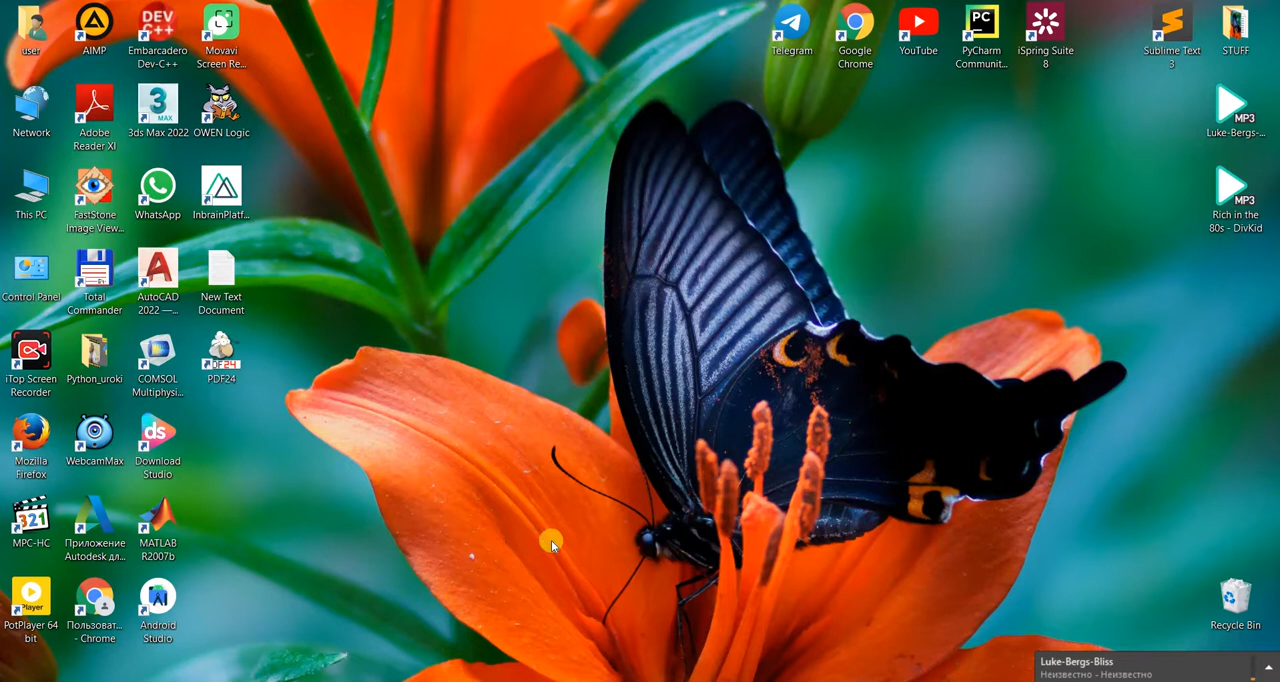 user
AIMP
Embarcadero
Dev-C++
Movavi
Screen Re...
Telegram
Google
Chrome
YouTube
PyCharm
Communit...
iSpring Suite
8
Sublime Text
3
STUFF
Network
Adobe
Reader XI
3ds Max 2022
OWEN Logic
MP3
Luke-Bergs-...
This PC
FastStone
Image View...
WhatsApp
InbrainPlatf...
MP3
Rich in the
80s - DivKid
Control Panel
Total
Commander
AutoCAD
2022 —...
New Text
Document
iTop Screen
Recorder
Python_uroki
COMSOL
Multiphysi...
PDF24
Mozilla
Firefox
WebcamMax
Download
Studio
MPC-HC
Приложение
Autodesk дл...
MATLAB
R2007b
PotPlayer 64
bit
Пользоват...
- Chrome
Android
Studio
Recycle Bin
Luke-Bergs-Bliss
Неизвестно - Неизвестно